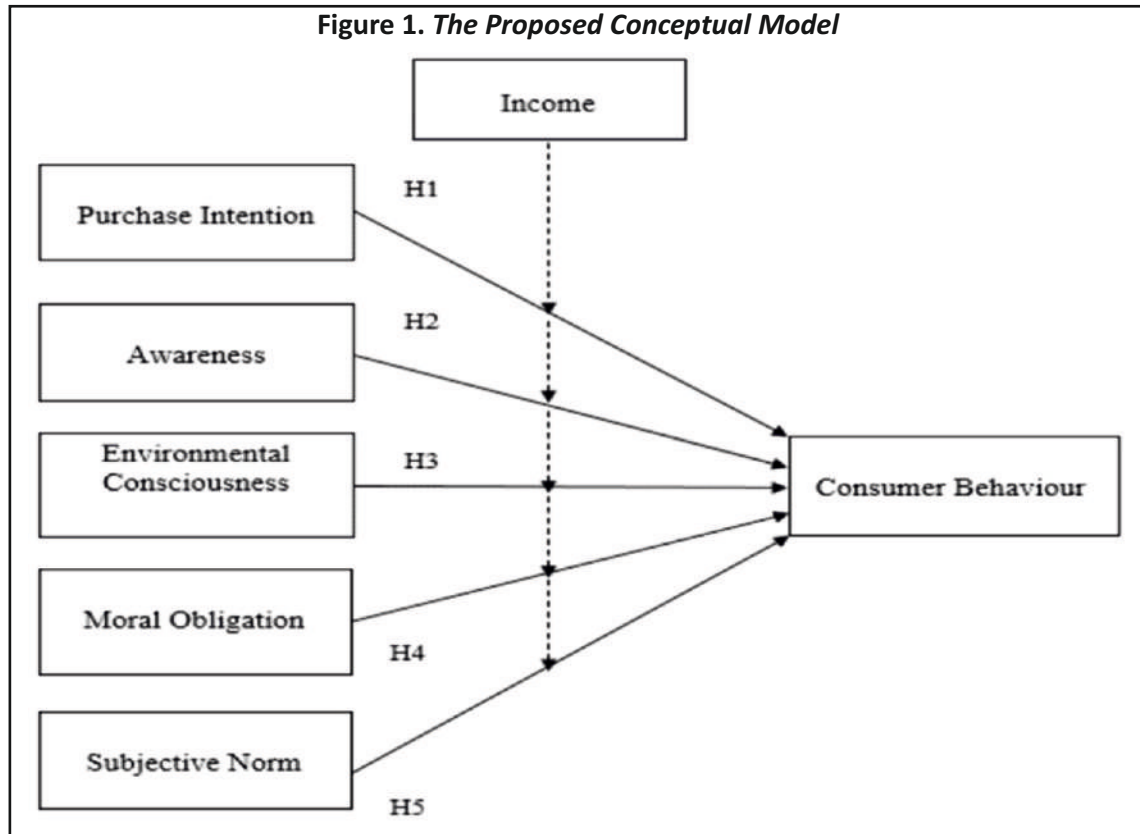 Figure 1. The Proposed Conceptual Model
Income
H1
Purchase Intention
H2
Awareness
Environmental
Consciousness
H3
Consumer Behaviour
Moral Obligation
H4
Subjective Norm
H5